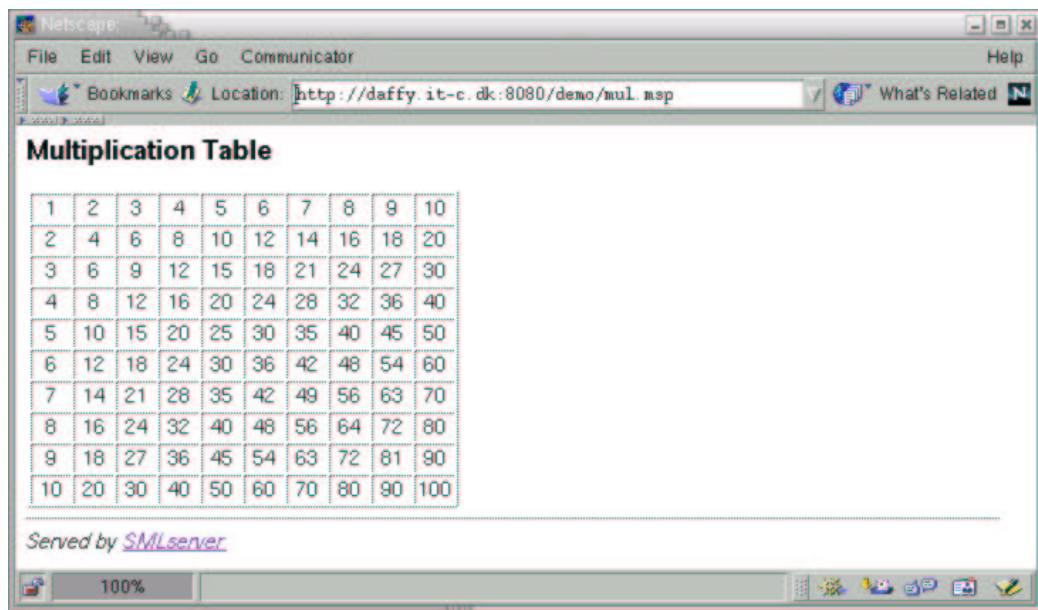 Netscape:
File Edit View Go Communicator Help
Bookmarks Location: http://daffy.it-c.dk:8080/demo/mul.msp What's Related N
Multiplication Table
1 2 3 4 5 6 7 8 9 10
2 4 6 8 10 12 14 16 18 20
3 6 9 12 15 18 21 24 27 30
4 8 12 16 20 24 28 32 36 40
5 10 15 20 25 30 35 40 45 50
6 12 18 24 30 36 42 48 54 60
7 14 21 28 35 42 49 56 63 70
8 16 24 32 40 48 56 64 72 80
9 18 27 36 45 54 63 72 81 90
10 20 30 40 50 60 70 80 90 100
Served by SMLserver
100%